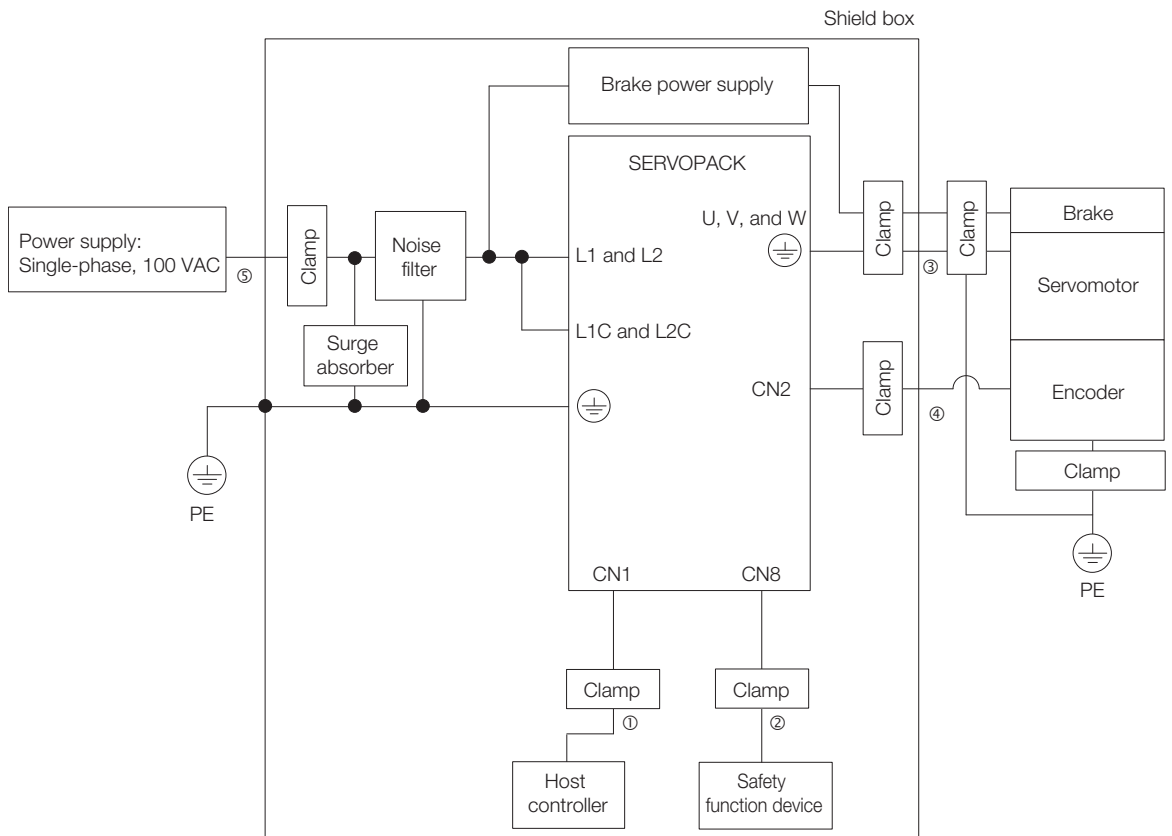 Shield box
Brake power supply
SERVOPACK
U, V, and W
Clamp
Clamp
Brake
Power supply:
Single-phase, 100 VAC
⑤
Clamp
Noise
filter
L1 and L2
③
Servomotor
L1C and L2C
Surge
absorber
CN2
Clamp
④
Encoder
Clamp
PE
PE
CN1
CN8
Clamp
①
Clamp
②
Host
controller
Safety
function device